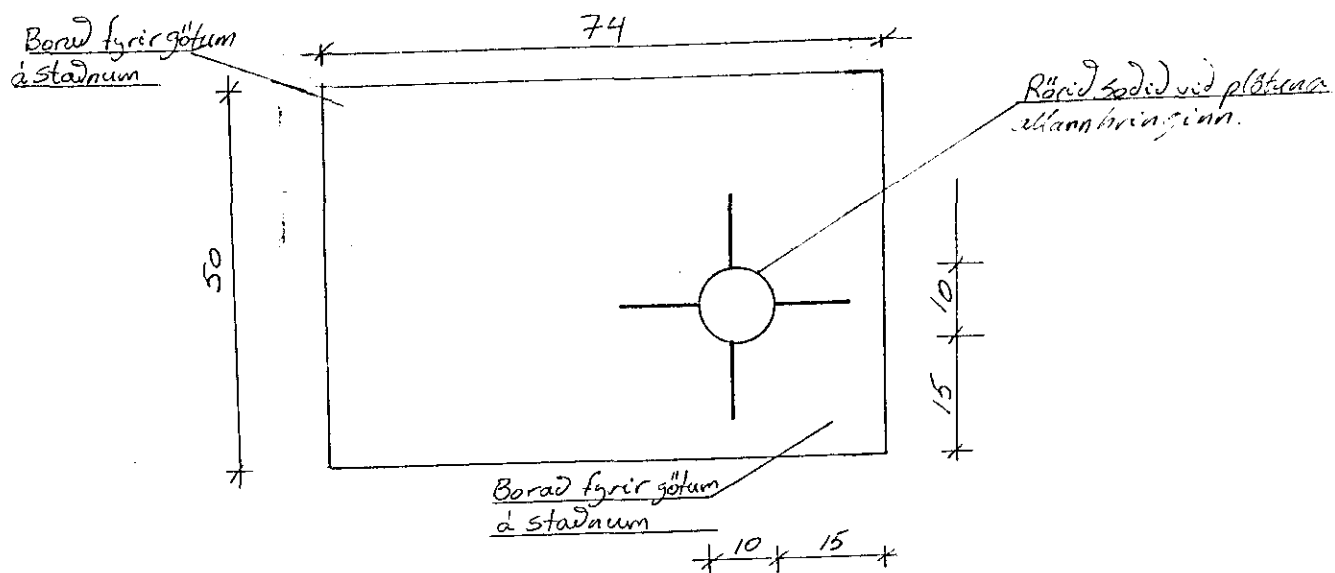 74
Borað fyrir götum
á staðnum
Rörið soðið við plötuna
allann hringinn.
50
10
15
Borað fyrir götum
á staðnum
10
15